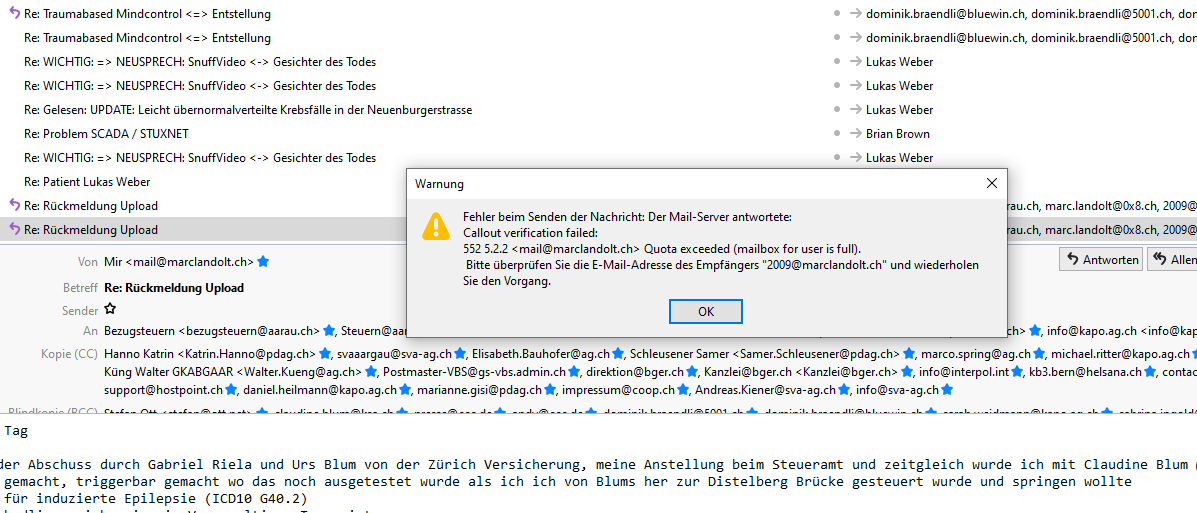 Re: Traumabased Mindcontrol <=> Entstellung dominik.braendli@bluewin.ch, dominik.braendli@5001.ch, don
Re: Traumabased Mindcontrol <=> Entstellung dominik.braendli@bluewin.ch, dominik.braendli@5001.ch, don
Re: WICHTIG: => NEUSPRECH: SnuffVideo <-> Gesichter des Todes Lukas Weber
Re: WICHTIG: => NEUSPRECH: SnuffVideo <-> Gesichter des Todes Lukas Weber
Re: Gelesen: UPDATE: Leicht übernormalverteilte Krebsfälle in der Neuenburgerstrasse Lukas Weber
Re: Problem SCADA / STUXNET Brian Brown
Re: WICHTIG: => NEUSPRECH: SnuffVideo <-> Gesichter des Todes Lukas Weber
Re: Patient Lukas Weber
Re: Rückmeldung Upload rau.ch, marc.landolt@0x8.ch, 2009@
Re: Rückmeldung Upload rau.ch, marc.landolt@0x8.ch, 2009@
Warnung
Fehler beim Senden der Nachricht: Der Mail-Server antwortete:
Callout verification failed:
552 5.2.2 <mail@marclandolt.ch> Quota exceeded (mailbox for user is full).
Bitte überprüfen Sie die E-Mail-Adresse des Empfängers "2009@marclandolt.ch" und wiederholen
Sie den Vorgang.
OK
Von Mir <mail@marclandolt.ch>
Antworten Allen
Betreff Re: Rückmeldung Upload
Sender
An Bezugsteuern <bezugsteuern@aarau.ch>, Steuern@aar , info@kapo.ag.ch <info@kap
Kopie (CC) Hanno Katrin <Katrin.Hanno@pdag.ch>, svaaargau@sva-ag.ch, Elisabeth.Bauhofer@ag.ch, Schleusener Samer <Samer.Schleusener@pdag.ch>, marco.spring@ag.ch, michael.ritter@kapo.ag.ch
Küng Walter GKABGAAR <Walter.Kueng@ag.ch>, Postmaster-VBS@gs-vbs.admin.ch, direktion@bger.ch, Kanzlei@bger.ch <Kanzlei@bger.ch>, info@interpol.int, kb3.bern@helsana.ch, contac
support@hostpoint.ch, daniel.heilmann@kapo.ag.ch, marianne.gisi@pdag.ch, impressum@coop.ch, Andreas.Kiener@sva-ag.ch, info@sva-ag.ch
Tag
der Abschuss durch Gabriel Riela und Urs Blum von der Zürich Versicherung, meine Anstellung beim Steueramt und zeitgleich wurde ich mit Claudine Blum (
gemacht, triggerbar gemacht wo das noch ausgetestet wurde als ich ich von Blums her zur Distelberg Brücke gesteuert wurde und springen wollte
für induzierte Epilepsie (ICD10 G40.2)